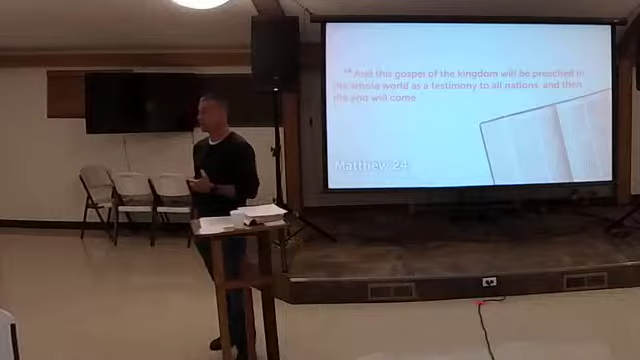 14 And this gospel of the kingdom will be preached in
the whole world as a testimony to all nations, and then
the end will come.
Matthew 24